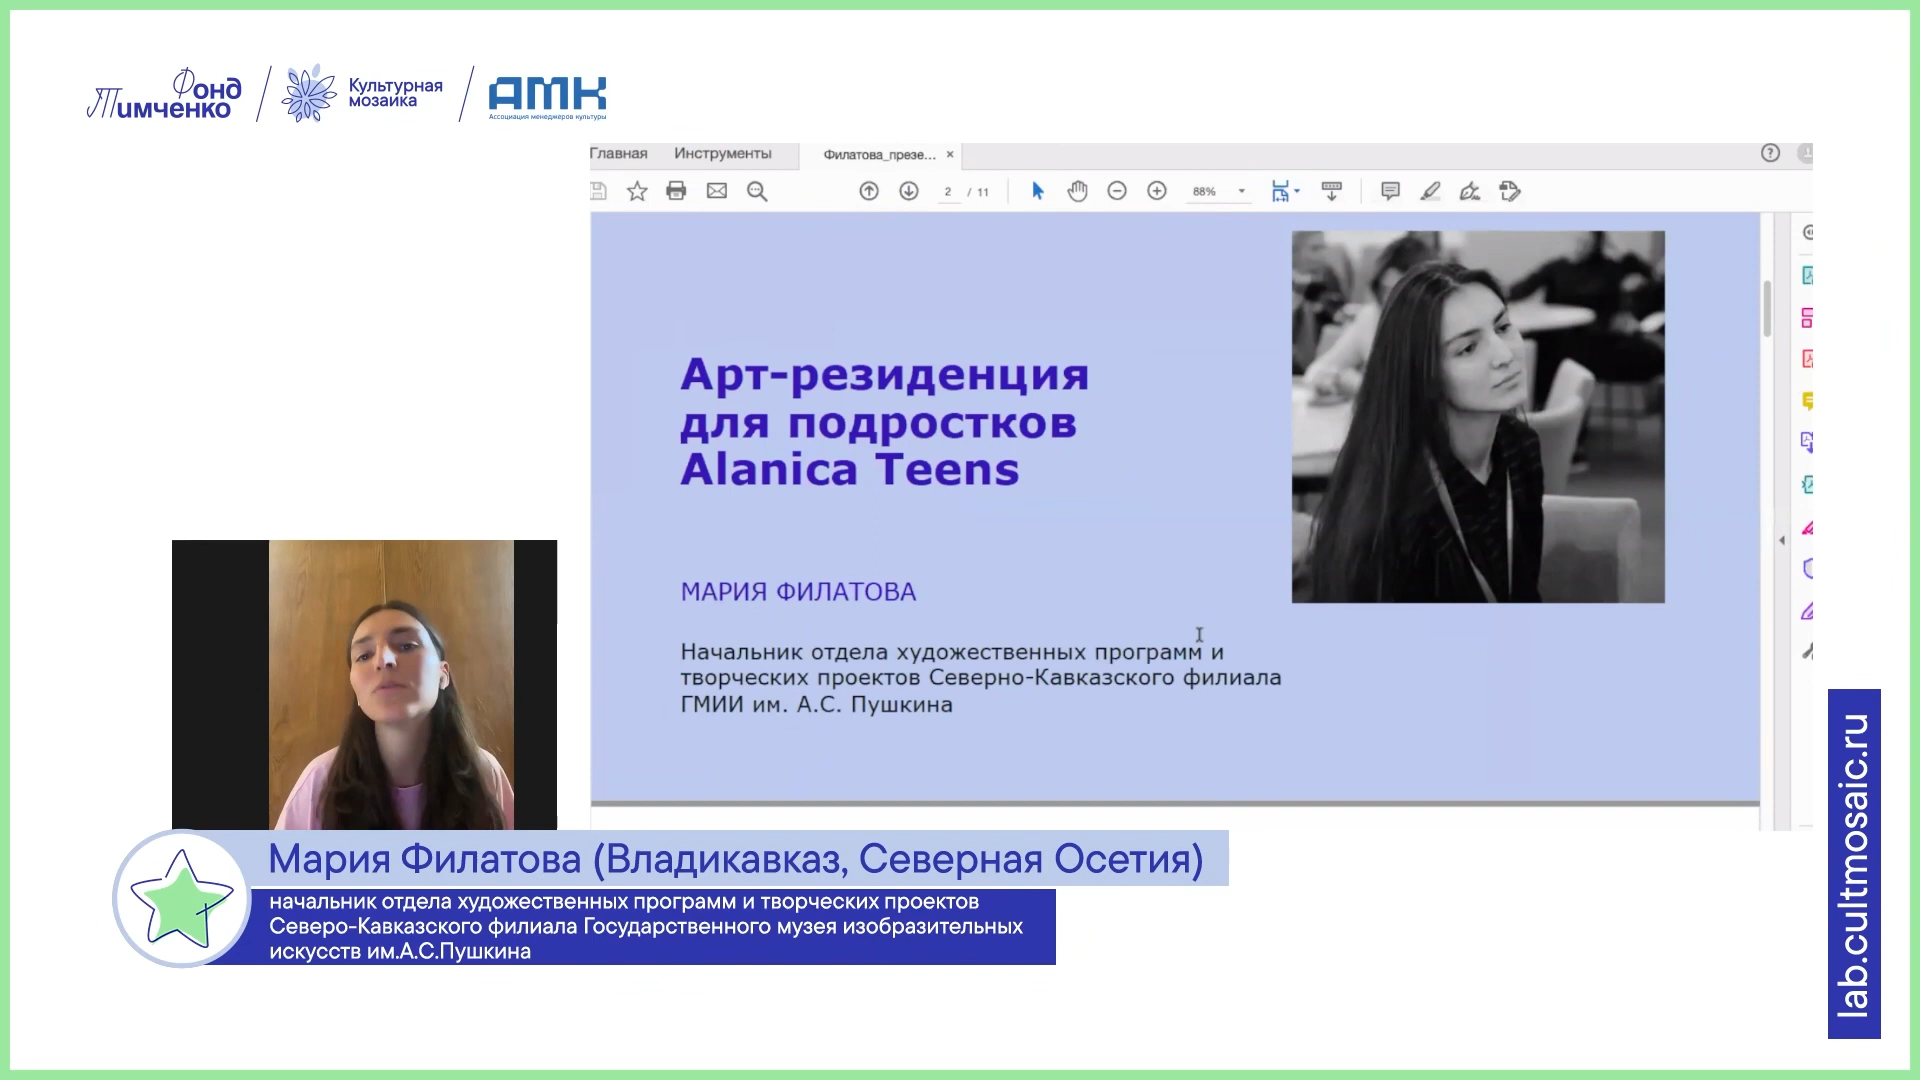 Фонд
Тимченко
Культурная
мозаика
АМК
Ассоциация менеджеров культуры
Главная
Инструменты
Филатова_презе...
2 / 11
88%
Арт-резиденция
для подростков
Alanica Teens
МАРИЯ ФИЛАТОВА
Начальник отдела художественных программ и
творческих проектов Северно-Кавказского филиала
ГМИИ им. А.С. Пушкина
Мария Филатова (Владикавказ, Северная Осетия)
начальник отдела художественных программ и творческих проектов
Северо-Кавказского филиала Государственного музея изобразительных
искусств им.А.С.Пушкина
lab.cultmosaic.ru